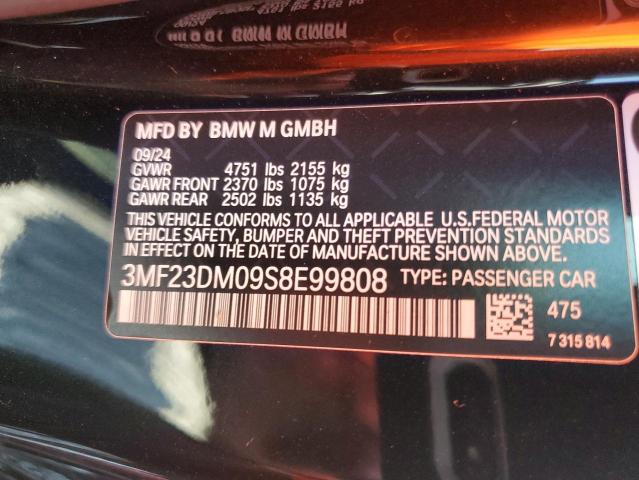 MFD BY BMW M GMBH
09/24
GVWR 4751 lbs 2155 kg
GAWR FRONT 2370 lbs 1075 kg
GAWR REAR 2502 lbs 1135 kg
THIS VEHICLE CONFORMS TO ALL APPLICABLE U.S.FEDERAL MOTOR
VEHICLE SAFETY, BUMPER AND THEFT PREVENTION STANDARDS
IN EFFECT ON THE DATE OF MANUFACTURE SHOWN ABOVE.
3MF23DM09S8E99808 TYPE: PASSENGER CAR
475
7 315 814